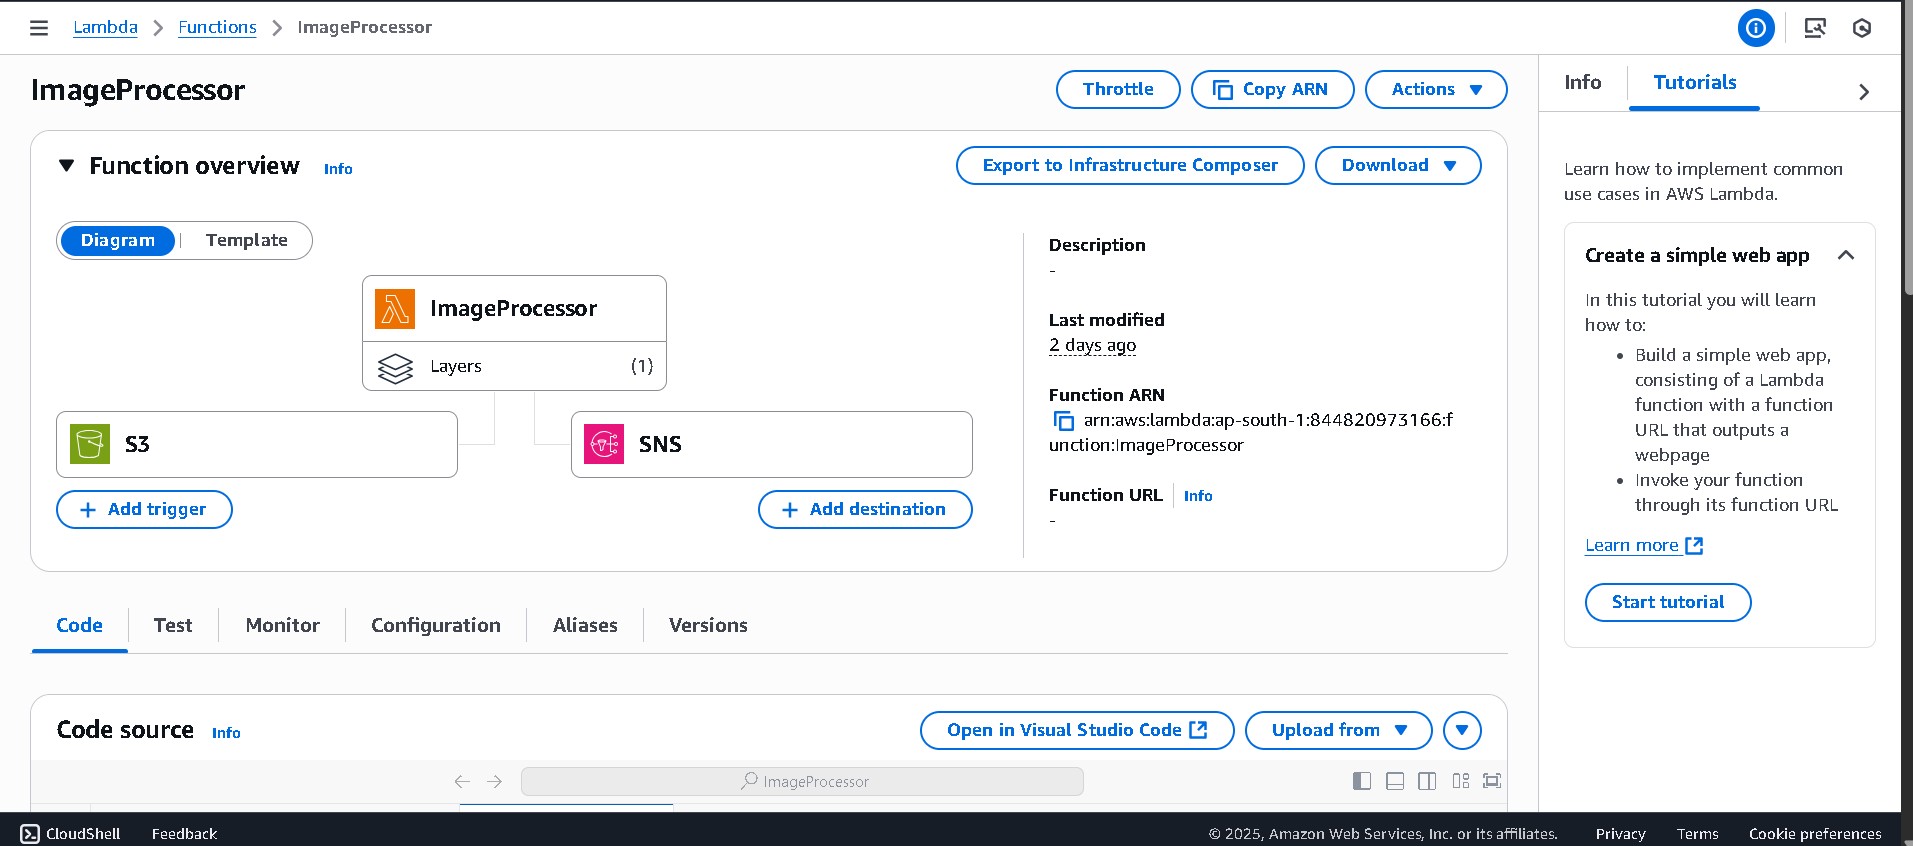 Lambda
Functions
ImageProcessor
ImageProcessor
Throttle
Copy ARN
Actions
Info
Tutorials
Function overview
Info
Export to Infrastructure Composer
Download
Diagram
Template
ImageProcessor
Layers
(1)
S3
SNS
Add trigger
Add destination
Description
-
Last modified
2 days ago
Function ARN
arn:aws:lambda:ap-south-1:844820973166:f
unction:ImageProcessor
Function URL
Info
-
Learn how to implement common
use cases in AWS Lambda.
Create a simple web app
In this tutorial you will learn
how to:
• Build a simple web app,
consisting of a Lambda
function with a function
URL that outputs a
webpage
• Invoke your function
through its function URL
Learn more
Start tutorial
Code
Test
Monitor
Configuration
Aliases
Versions
Code source
Info
Open in Visual Studio Code
Upload from
ImageProcessor
CloudShell
Feedback
© 2025, Amazon Web Services, Inc. or its affiliates.
Privacy
Terms
Cookie preferences